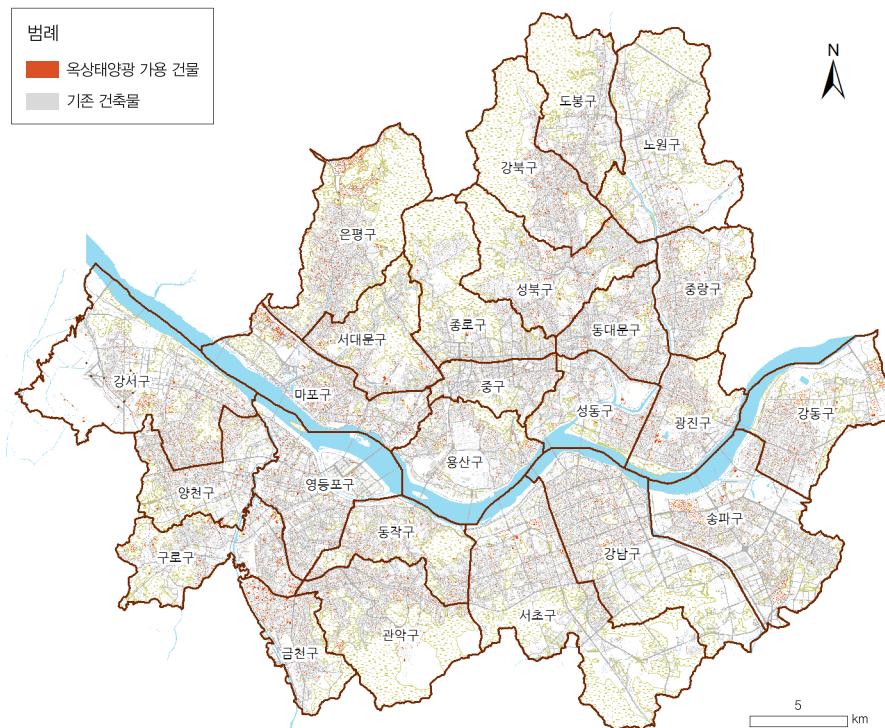 범례
옥상태양광 가용 건물
기존 건축물
N
도봉구
노원구
강북구
은평구
성북구
중랑구
종로구
동대문구
서대문구
강서구
마포구
중구
성동구
광진구
강동구
용산구
양천구
영등포구
송파구
동작구
강남구
구로구
서초구
관악구
금천구
5
km